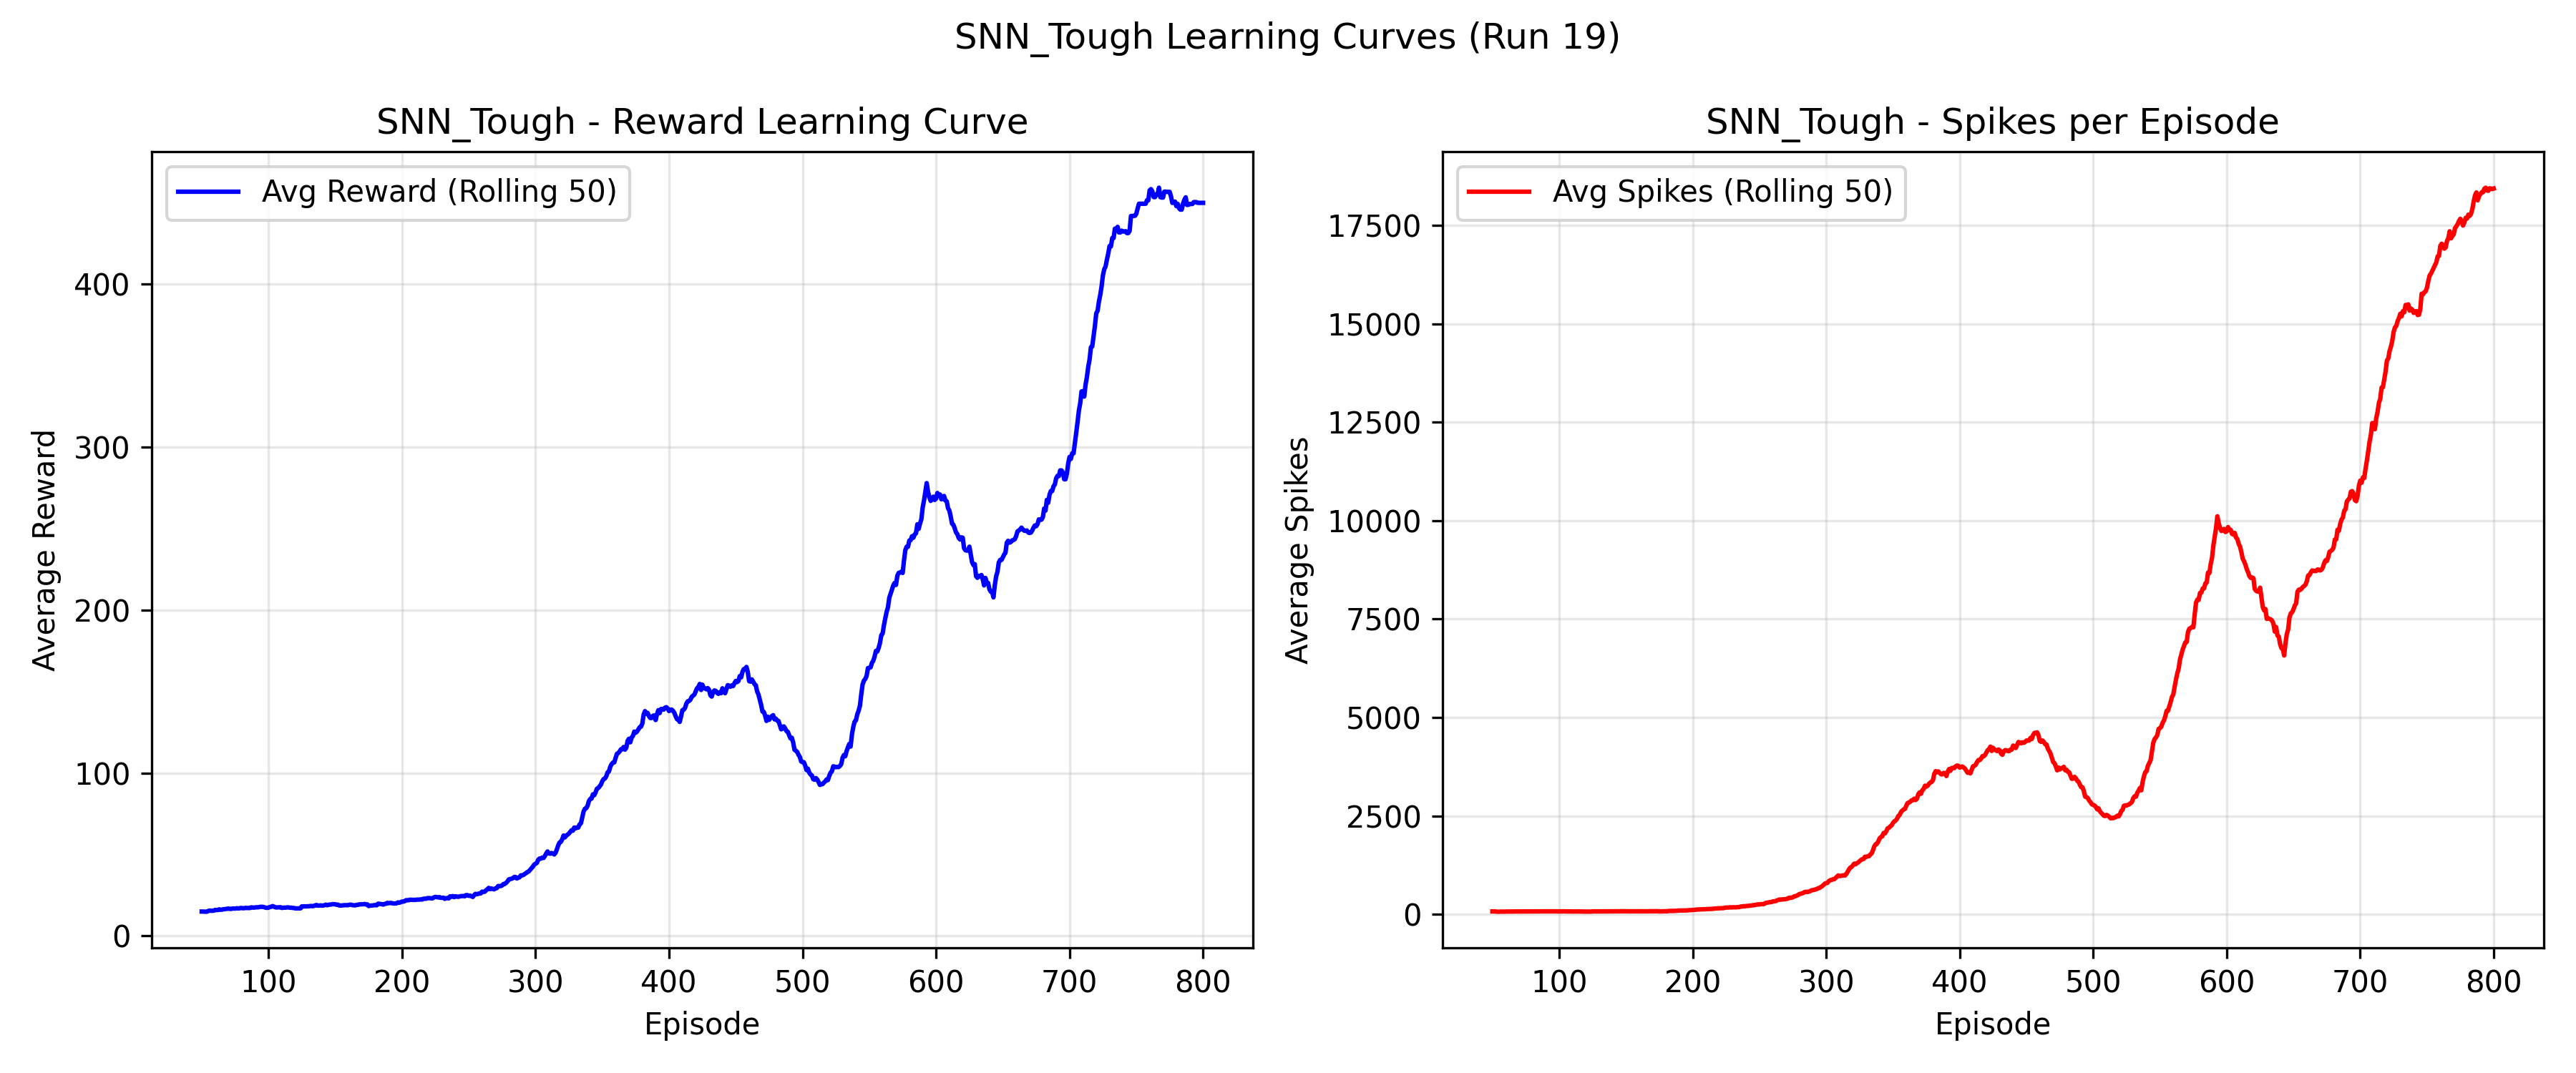 SNN_Tough Learning Curves (Run 19)
SNN_Tough - Reward Learning Curve
Avg Reward (Rolling 50)
Average Reward
400
300
200
100
0
100 200 300 400 500 600 700 800
Episode
SNN_Tough - Spikes per Episode
Avg Spikes (Rolling 50)
Average Spikes
17500
15000
12500
10000
7500
5000
2500
0
100 200 300 400 500 600 700 800
Episode